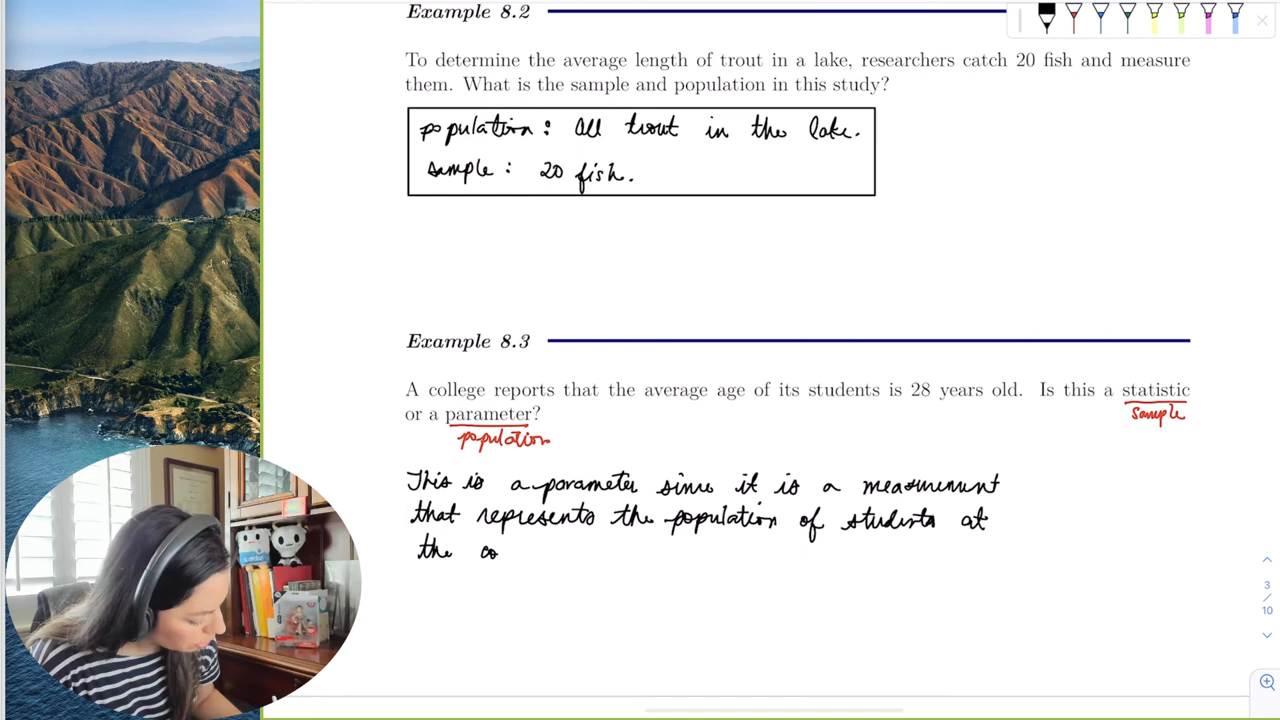 Example 8.2
To determine the average length of trout in a lake, researchers catch 20 fish and measure
them. What is the sample and population in this study?
population: All trout in the lake.
sample: 20 fish.
Example 8.3
A college reports that the average age of its students is 28 years old. Is this a statistic
or a parameter?
sample
population
This is a parameter since it is a measurement
that represents the population of students at
the co
3
/
10